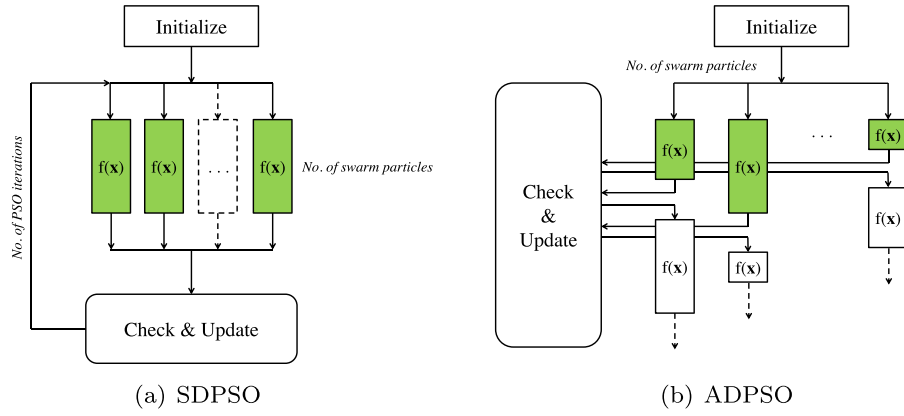 Initialize
No. of PSO iterations
f(x) f(x) . . . f(x)
No. of swarm particles
Check & Update
(a) SDPSO
Initialize
No. of swarm particles
f(x) f(x) . . . f(x)
Check
&
Update
f(x) f(x) f(x)
(b) ADPSO